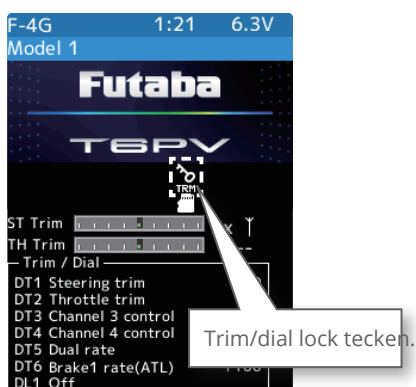 F-4G 1:21 6.3V
Model 1
Futaba
T6PV
TRM
ST Trim
TH Trim
Trim / Dial
DT1 Steering trim
DT2 Throttle trim
DT3 Channel 3 control
DT4 Channel 4 control
Trim/dial lock tecken.
DT5 Dual rate
DT6 Brake1 rate(ATL)
DL1 Off